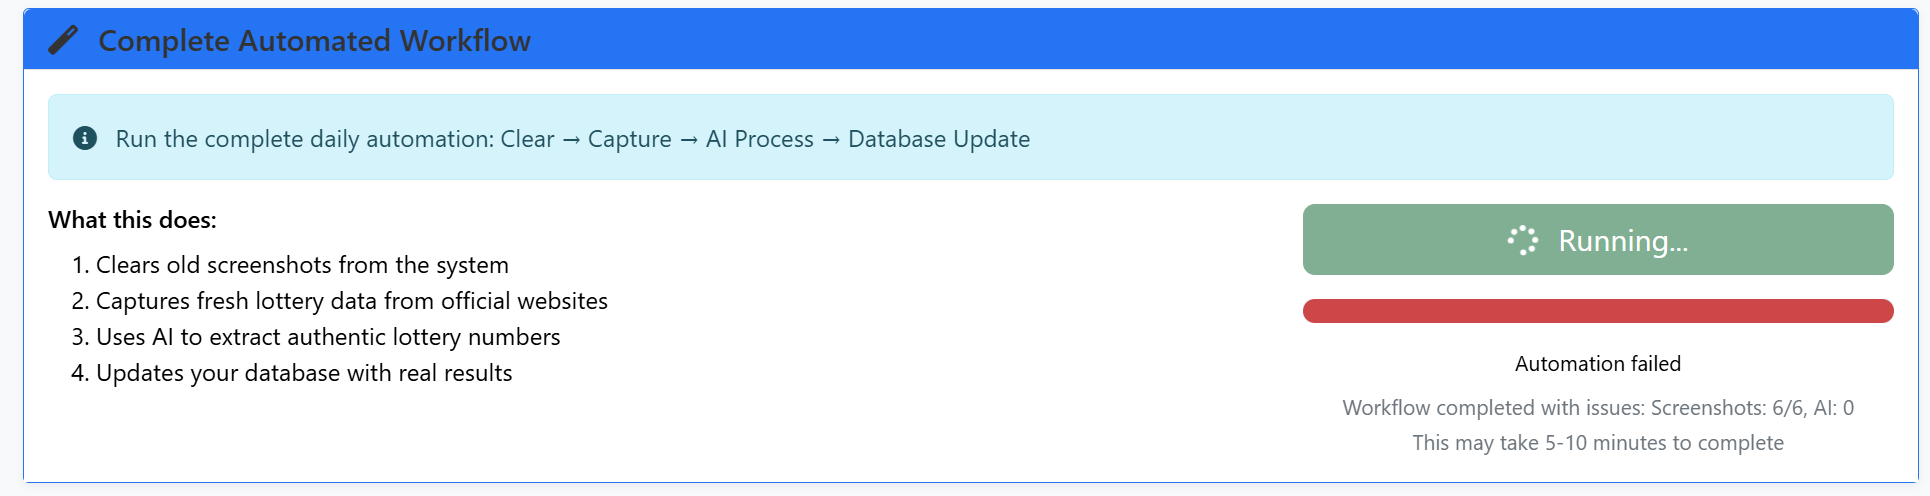 Complete Automated Workflow
Run the complete daily automation: Clear → Capture → AI Process → Database Update
What this does:
1. Clears old screenshots from the system
2. Captures fresh lottery data from official websites
3. Uses AI to extract authentic lottery numbers
4. Updates your database with real results
Running...
Automation failed
Workflow completed with issues: Screenshots: 6/6, AI: 0
This may take 5-10 minutes to complete